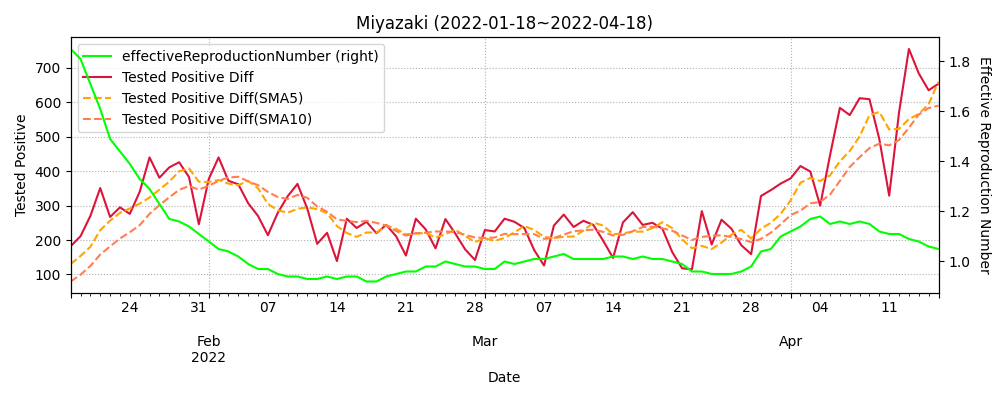 Miyazaki (2022-01-18~2022-04-18)
effectiveReproductionNumber (right)
Tested Positive Diff
Tested Positive Diff(SMA5)
Tested Positive Diff(SMA10)
Tested Positive
700
600
500
400
300
200
100
1.8
1.6
1.4
1.2
1.0
Effective Reproduction Number
24 31 07 14 21 28 07 14 21 28 04 11
Feb Mar Apr
2022
Date